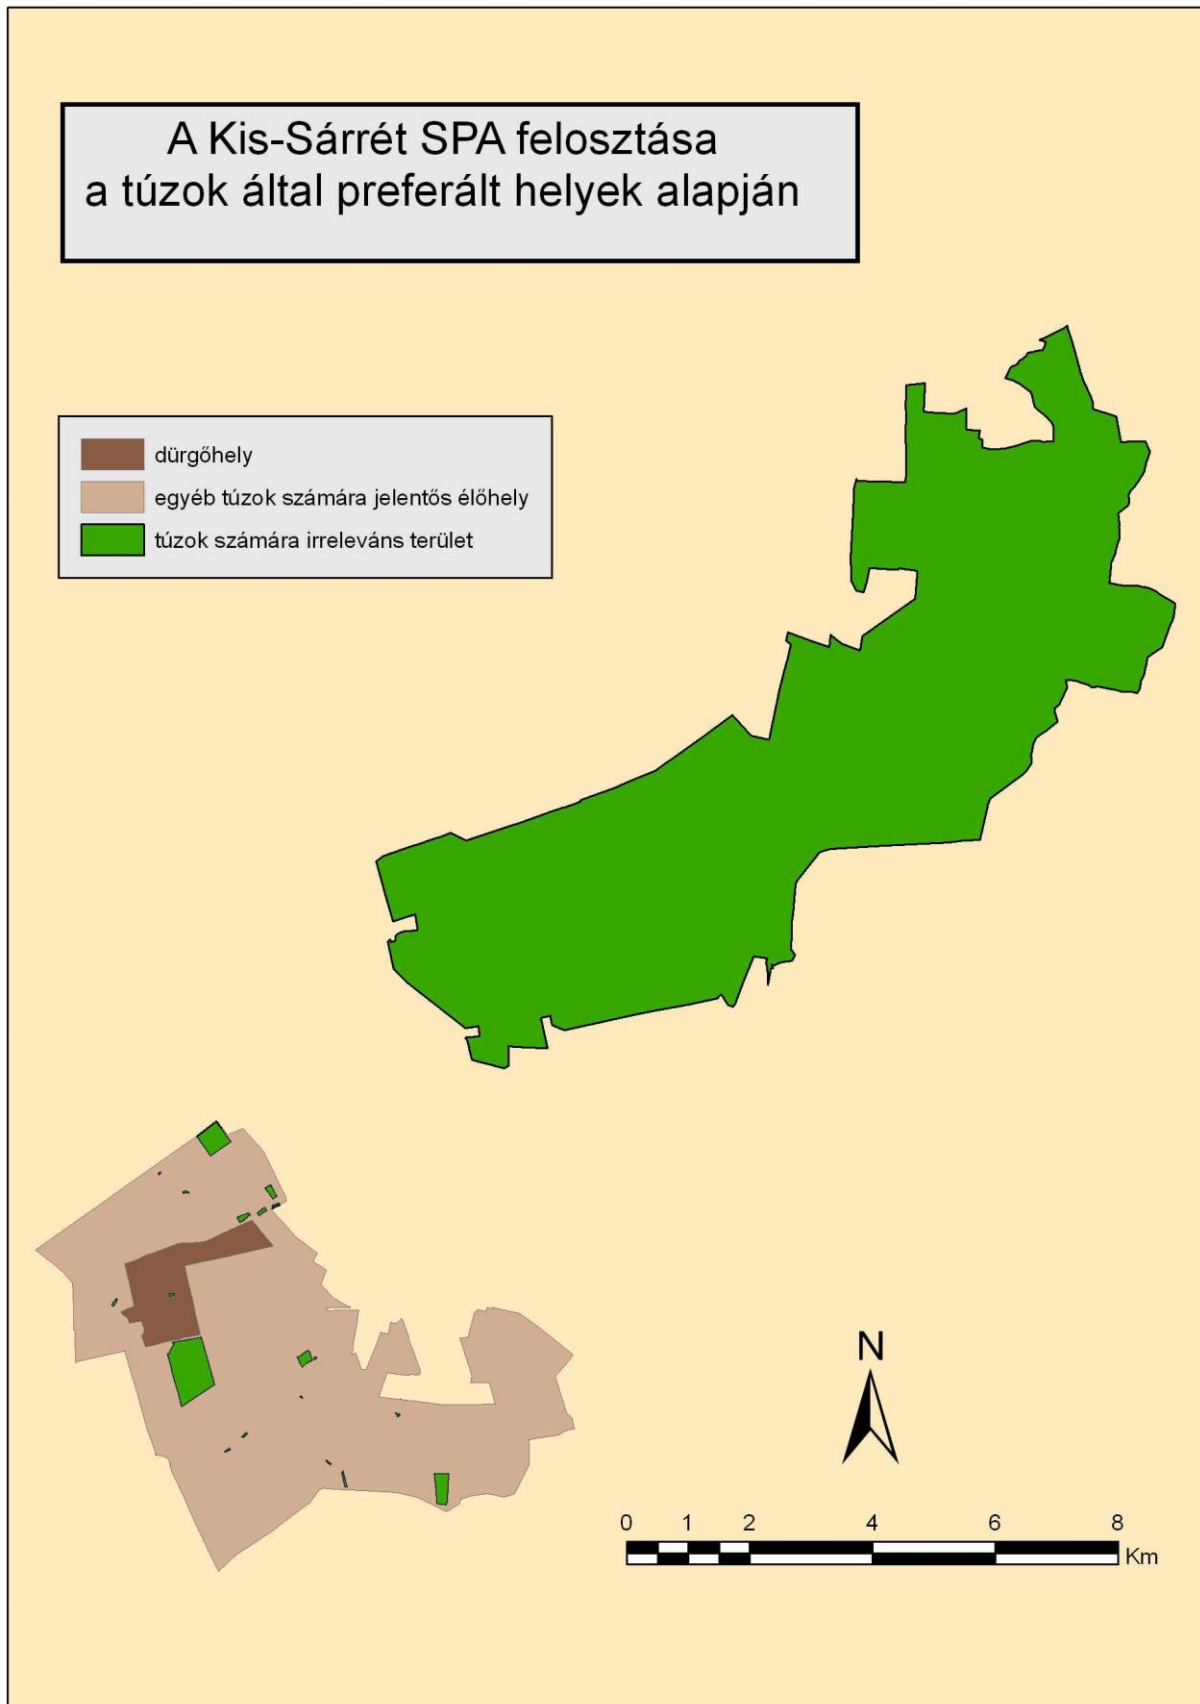 A Kis-Sárrét SPA felosztása
a túzok által preferált helyek alapján
dürgőhely
egyéb túzok számára jelentős élőhely
túzok számára irreleváns terület
N
0 1 2 4 6 8
Km